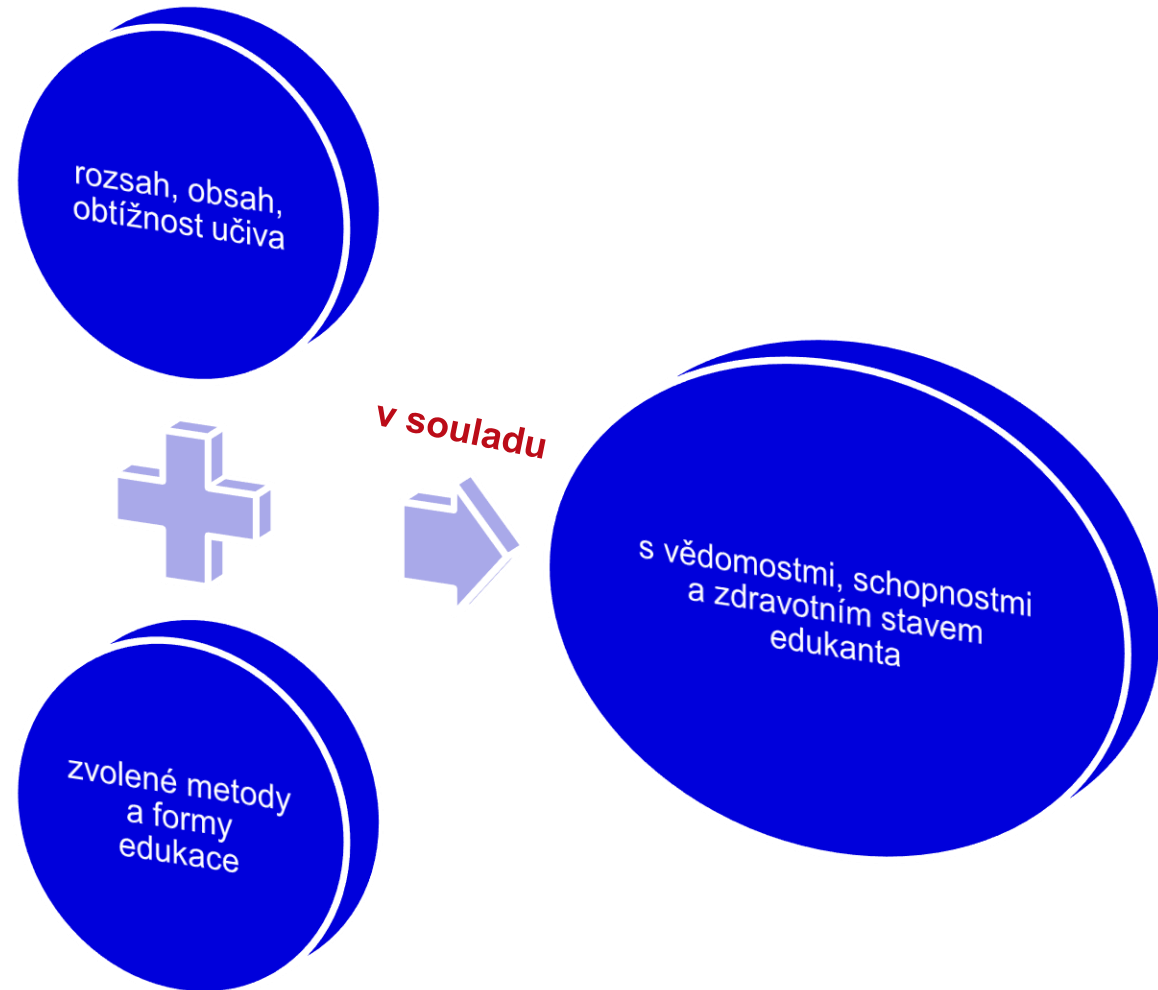 rozsah, obsah,
obtížnost učiva
v souladu
s vědomostmi, schopnostmi
a zdravotním stavem
edukanta
zvolené metody
a formy
edukace